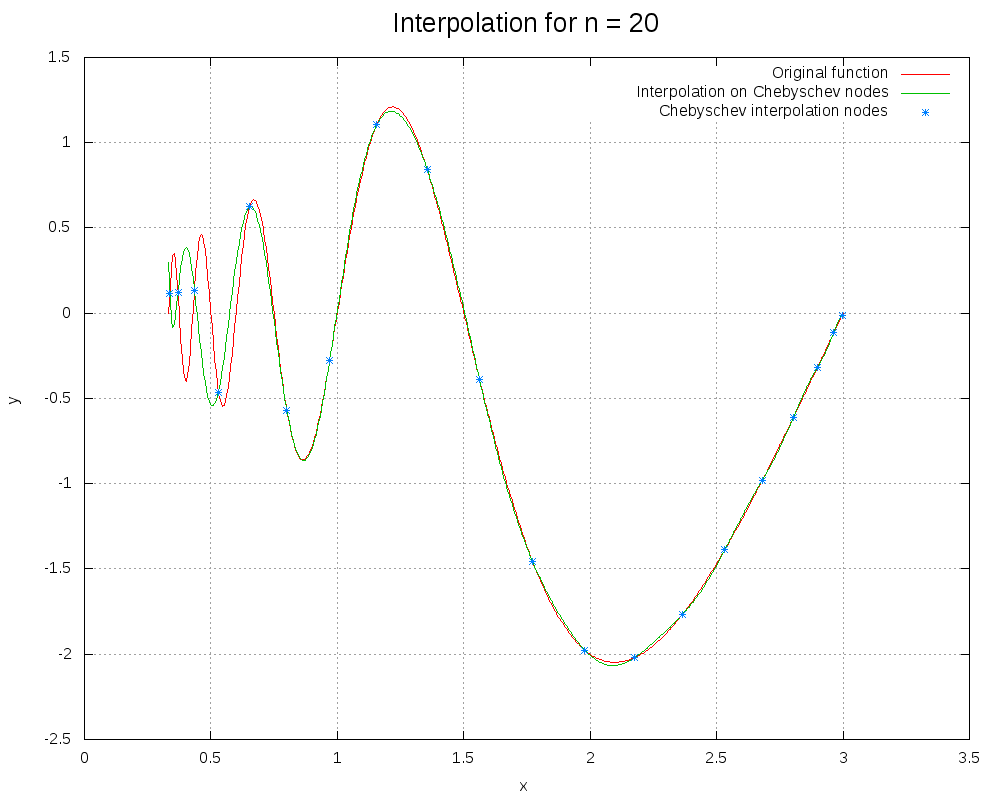 Interpolation for n = 20
Original function
Interpolation on Chebyschev nodes
Chebyschev interpolation nodes
1.5
1
0.5
0
-0.5
-1
-1.5
-2
-2.5
y
0 0.5 1 1.5 2 2.5 3 3.5
x